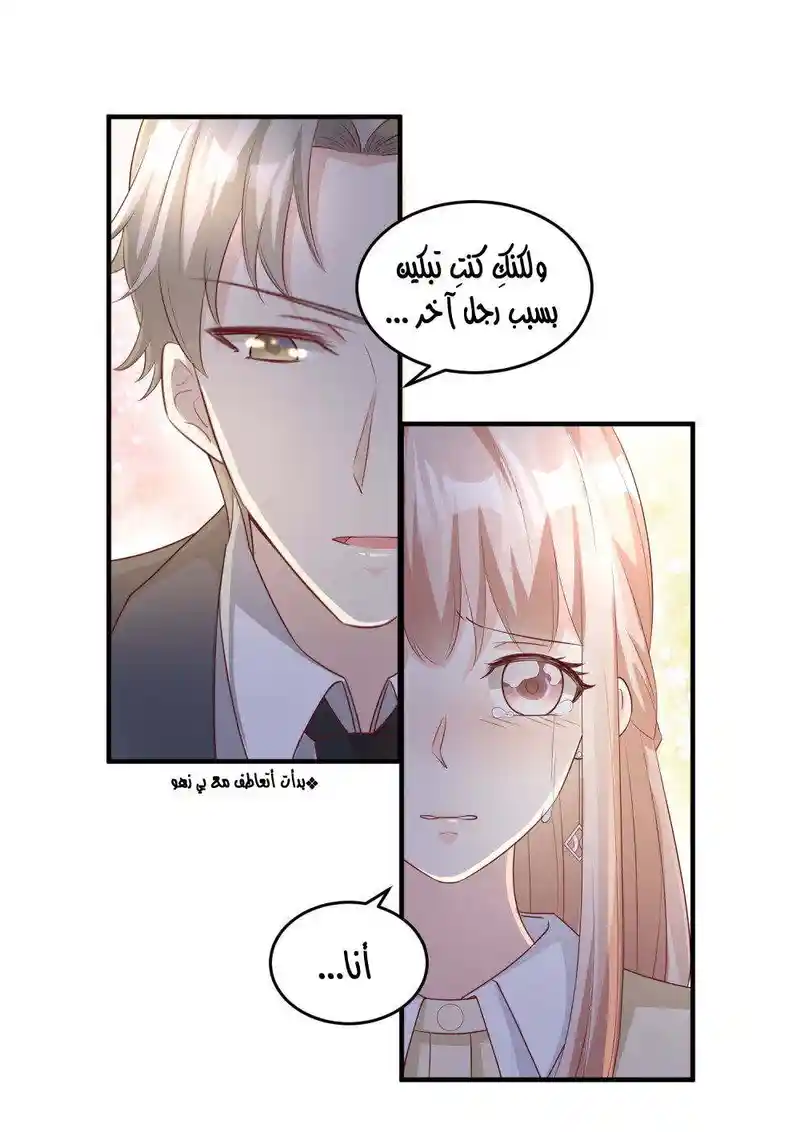 ولكنكِ كنتِ تبكين
بسبب رجل آخر ...
❖بدأت أتعاطف مع بي زهو
أنا...